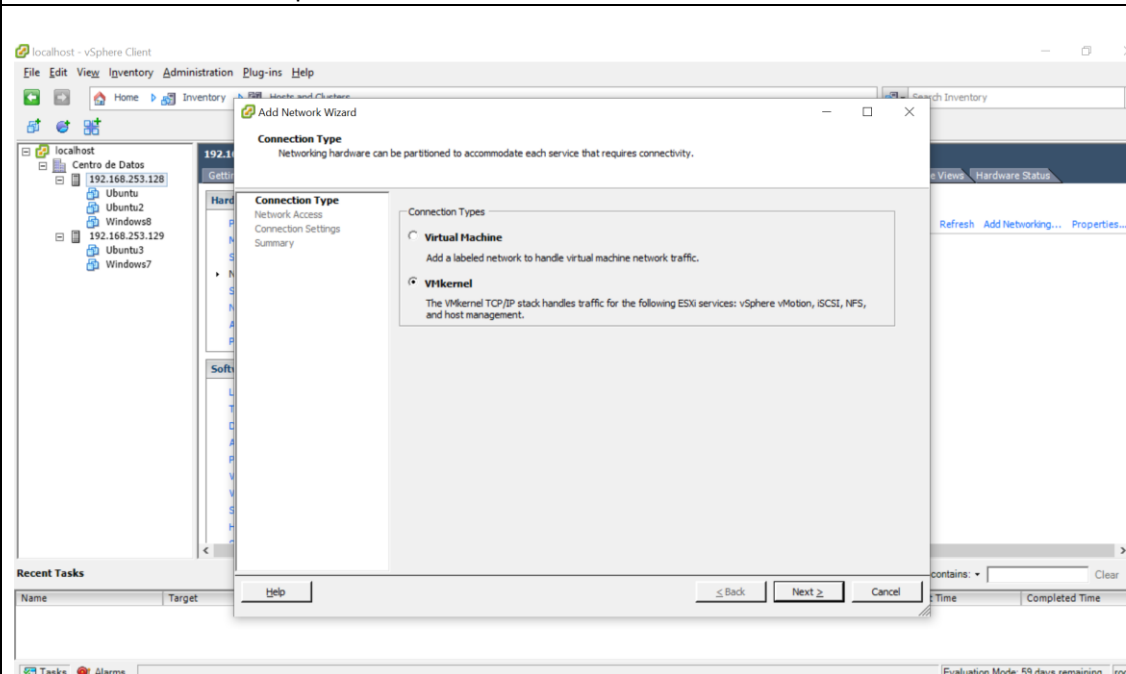 localhost - vSphere Client
File Edit View Inventory Administration Plug-ins Help
Home Inventory Hosts and Clusters Search Inventory
Add Network Wizard
Connection Type
Networking hardware can be partitioned to accommodate each service that requires connectivity.
localhost
Centro de Datos
192.168.253.128
Ubuntu
Ubuntu2
Windows8
192.168.253.129
Ubuntu3
Windows7
Hardware Status
Refresh Add Networking... Properties...
Connection Type
Network Access
Connection Settings
Summary
Connection Types
Virtual Machine
Add a labeled network to handle virtual machine network traffic.
VMkernel
The VMkernel TCP/IP stack handles traffic for the following ESXi services: vSphere vMotion, iSCSI, NFS,
and host management.
Help < Back Next > Cancel
Recent Tasks
contains: Clear
Name Target Time Completed Time
Tasks Alarms Evaluation Mode: 59 days remaining